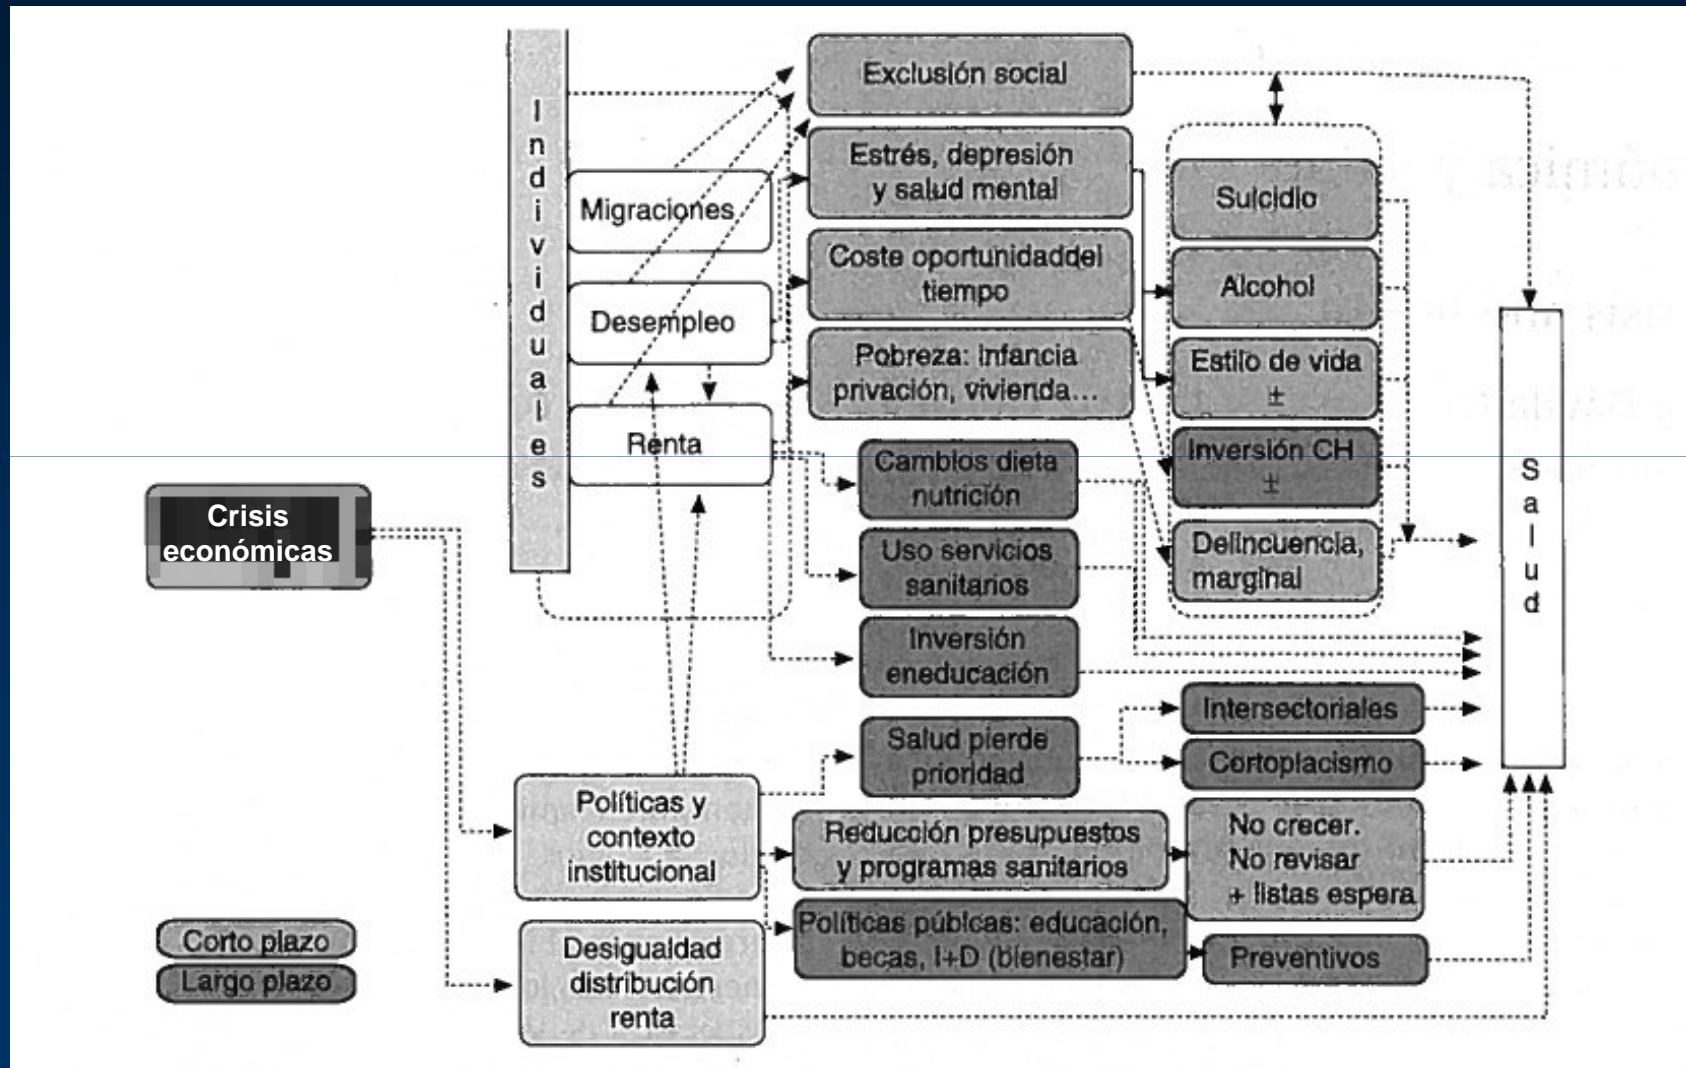 Individuales
Migraciones
Desempleo
Renta
Exclusión social
Estrés, depresión
y salud mental
Coste oportunidaddel
tiempo
Pobreza: Infancia
privación, vivienda...
Cambios dieta
nutrición
Uso servicios
sanitarios
Inversión
eneducación
Salud pierde
prioridad
Suicidio
Alcohol
Estilo de vida
±
Inversión CH
±
Delincuencia,
marginal
Salud
Crisis
económicas
Políticas y
contexto
institucional
Desigualdad
distribución
renta
Reducción presupuestos
y programas sanitarios
Políticas púbicas: educación,
becas, I+D (bienestar)
Intersectoriales
Cortoplacismo
No crecer.
No revisar
+ listas espera
Preventivos
Corto plazo
Largo plazo